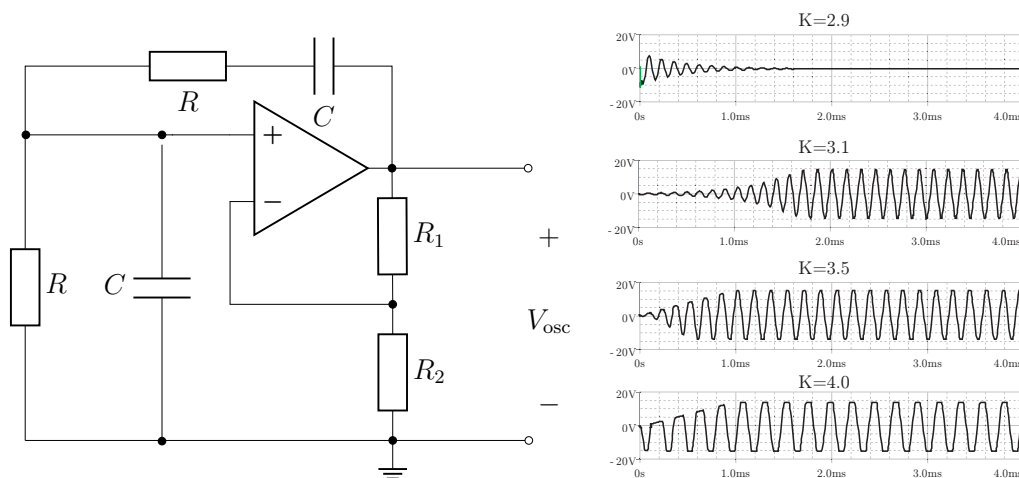 R
C
+
−
R₁
R
C
R₂
+
V_osc
−
K=2.9
20V
0V
- 20V
0s 1.0ms 2.0ms 3.0ms 4.0ms
K=3.1
20V
0V
- 20V
0s 1.0ms 2.0ms 3.0ms 4.0ms
K=3.5
20V
0V
- 20V
0s 1.0ms 2.0ms 3.0ms 4.0ms
K=4.0
20V
0V
- 20V
0s 1.0ms 2.0ms 3.0ms 4.0ms